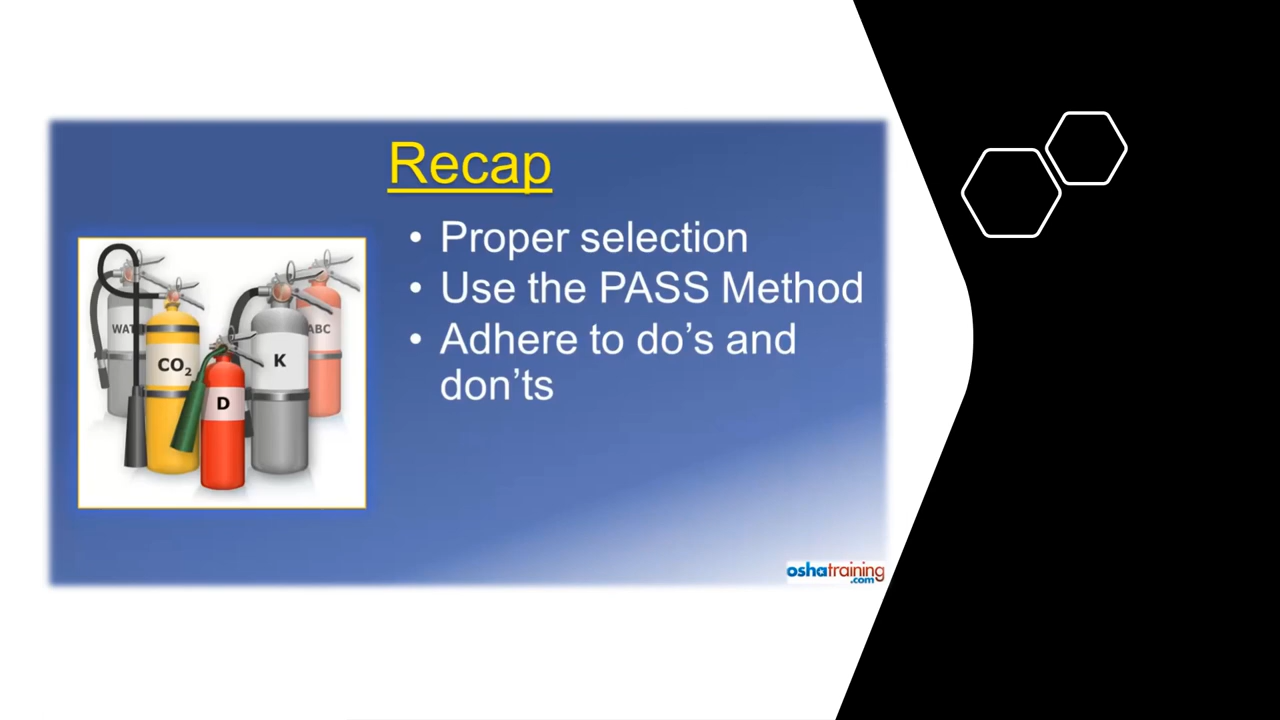 Recap
• Proper selection
• Use the PASS Method
• Adhere to do’s and
don’ts
WAT
CO₂
D
K
ABC
oshatraining
.com